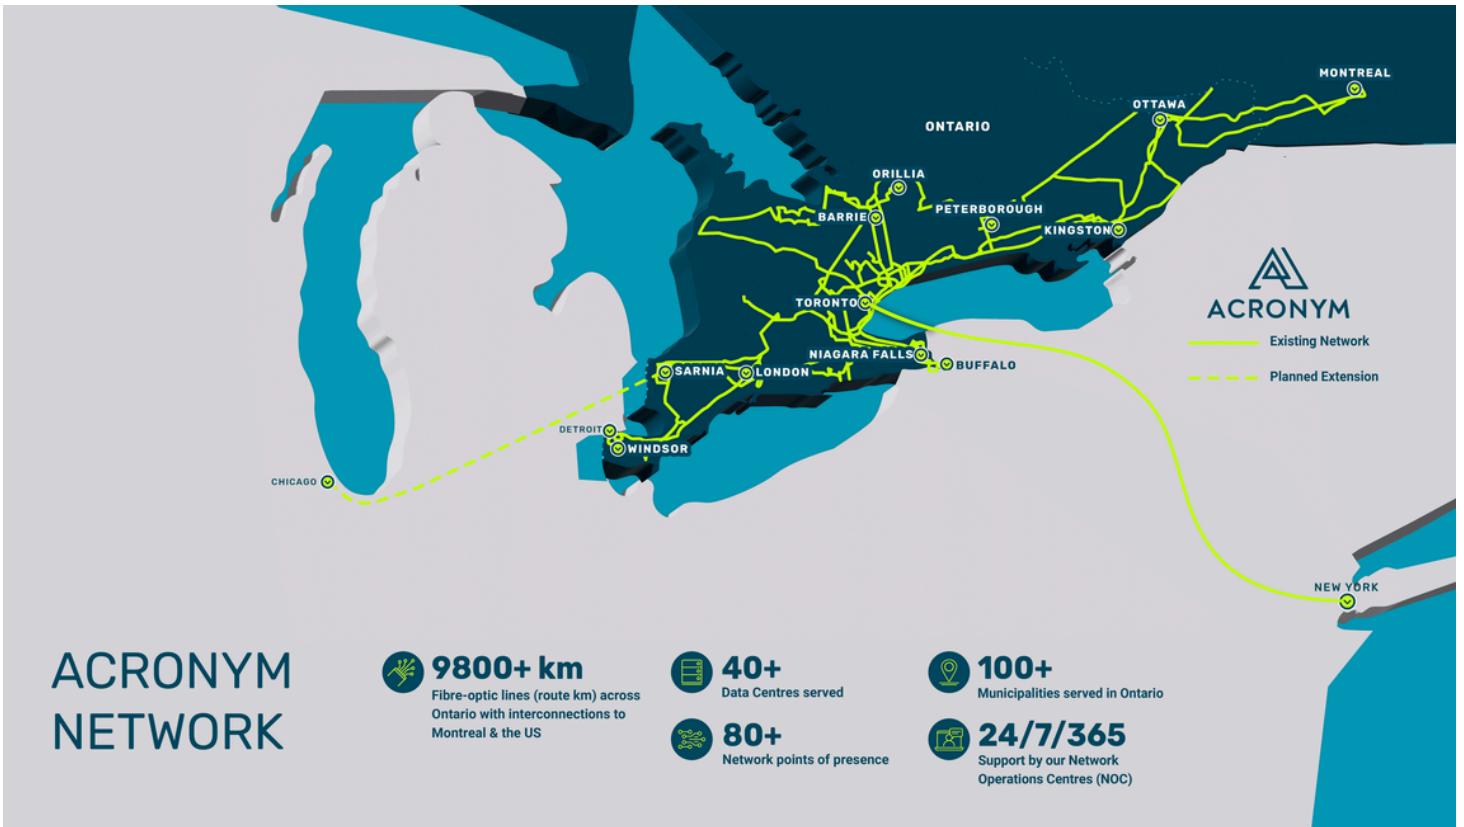 MONTREAL
OTTAWA
ONTARIO
ORILLIA
PETERBOROUGH
BARRIE
KINGSTON
ACRONYM
TORONTO
Existing Network
NIAGARA FALLS
BUFFALO
SARNIA
LONDON
Planned Extension
DETROIT
WINDSOR
CHICAGO
NEW YORK
ACRONYM
NETWORK
9800+ km
Fibre-optic lines (route km) across
Ontario with interconnections to
Montreal & the US
40+
Data Centres served
80+
Network points of presence
100+
Municipalities served in Ontario
24/7/365
Support by our Network
Operations Centres (NOC)